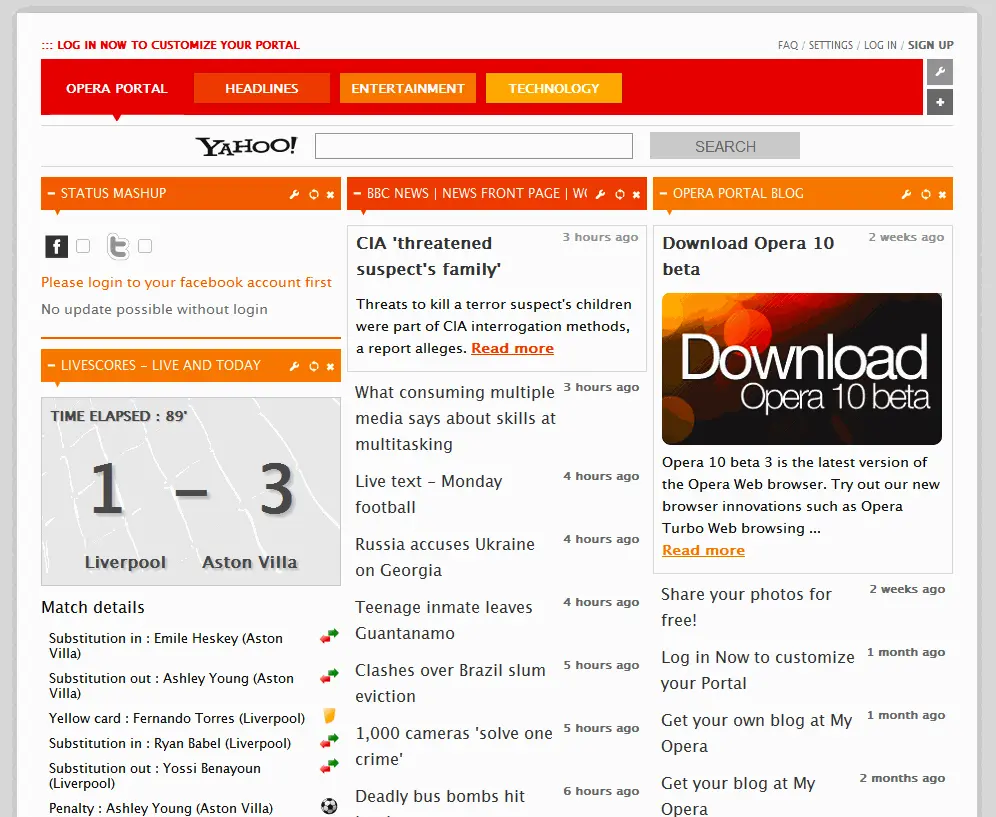 ::: LOG IN NOW TO CUSTOMIZE YOUR PORTAL
FAQ / SETTINGS / LOG IN / SIGN UP
OPERA PORTAL
HEADLINES
ENTERTAINMENT
TECHNOLOGY
YAHOO!
SEARCH
STATUS MASHUP
Please login to your facebook account first
No update possible without login
LIVESCORES - LIVE AND TODAY
TIME ELAPSED : 89'
1 - 3
Liverpool Aston Villa
Match details
Substitution in : Emile Heskey (Aston
Villa)
Substitution out : Ashley Young (Aston
Villa)
Yellow card : Fernando Torres (Liverpool)
Substitution in : Ryan Babel (Liverpool)
Substitution out : Yossi Benayoun
(Liverpool)
Penalty : Ashley Young (Aston Villa)
BBC NEWS | NEWS FRONT PAGE |
CIA 'threatened
suspect's family'
3 hours ago
Threats to kill a terror suspect's children
were part of CIA interrogation methods,
a report alleges. Read more
What consuming multiple
media says about skills at
multitasking
3 hours ago
Live text - Monday
football
4 hours ago
Russia accuses Ukraine
on Georgia
4 hours ago
Teenage inmate leaves
Guantanamo
4 hours ago
Clashes over Brazil slum
eviction
5 hours ago
1,000 cameras 'solve one
crime'
5 hours ago
Deadly bus bombs hit
6 hours ago
OPERA PORTAL BLOG
Download Opera 10
beta
2 weeks ago
Download
Opera 10 beta
Opera 10 beta 3 is the latest version of
the Opera Web browser. Try out our new
browser innovations such as Opera
Turbo Web browsing ...
Read more
Share your photos for
free!
2 weeks ago
Log in Now to customize
your Portal
1 month ago
Get your own blog at My
Opera
1 month ago
Get your blog at My
Opera
2 months ago